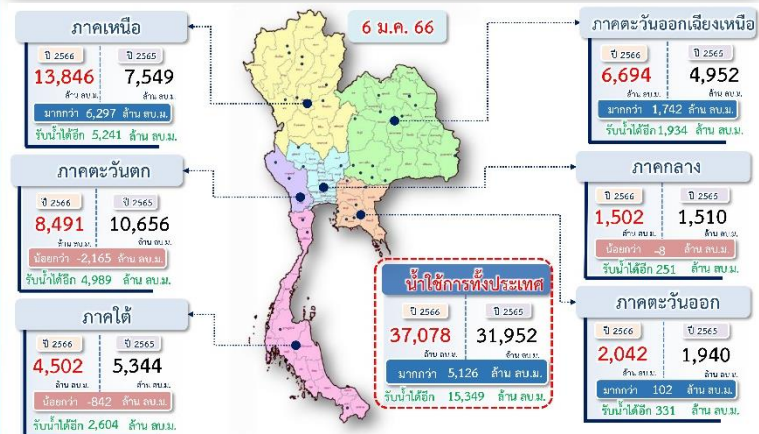 6 ม.ค. 66
ภาคเหนือ
ปี 2566 ปี 2565
13,846 7,549
ล้าน ลบ.ม. ล้าน ลบ.ม.
มากกว่า 6,297 ล้าน ลบ.ม.
รับน้ำได้อีก 5,241 ล้าน ลบ.ม.
ภาคตะวันตก
ปี 2566 ปี 2565
8,491 10,656
ล้าน ลบ.ม. ล้าน ลบ.ม.
น้อยกว่า -2,165 ล้าน ลบ.ม.
รับน้ำได้อีก 4,989 ล้าน ลบ.ม.
ภาคใต้
ปี 2566 ปี 2565
4,502 5,344
ล้าน ลบ.ม. ล้าน ลบ.ม.
น้อยกว่า -842 ล้าน ลบ.ม.
รับน้ำได้อีก 2,604 ล้าน ลบ.ม.
น้ำใช้การทั้งประเทศ
ปี 2566 ปี 2565
37,078 31,952
ล้าน ลบ.ม. ล้าน ลบ.ม.
มากกว่า 5,126 ล้าน ลบ.ม.
รับน้ำได้อีก 15,349 ล้าน ลบ.ม.
ภาคตะวันออกเฉียงเหนือ
ปี 2566 ปี 2565
6,694 4,952
ล้าน ลบ.ม. ล้าน ลบ.ม.
มากกว่า 1,742 ล้าน ลบ.ม.
รับน้ำได้อีก 1,934 ล้าน ลบ.ม.
ภาคกลาง
ปี 2566 ปี 2565
1,502 1,510
ล้าน ลบ.ม. ล้าน ลบ.ม.
น้อยกว่า -8 ล้าน ลบ.ม.
รับน้ำได้อีก 251 ล้าน ลบ.ม.
ภาคตะวันออก
ปี 2566 ปี 2565
2,042 1,940
ล้าน ลบ.ม. ล้าน ลบ.ม.
มากกว่า 102 ล้าน ลบ.ม.
รับน้ำได้อีก 331 ล้าน ลบ.ม.